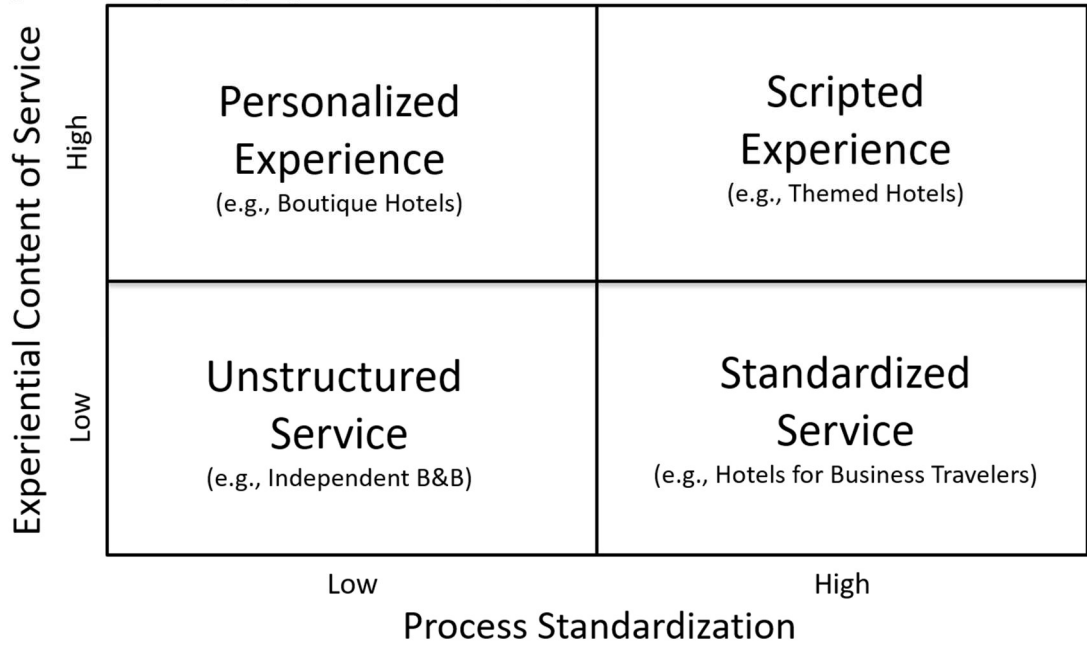 Experiential Content of Service
High
Low
Personalized
Experience
(e.g., Boutique Hotels)
Scripted
Experience
(e.g., Themed Hotels)
Unstructured
Service
(e.g., Independent B&B)
Standardized
Service
(e.g., Hotels for Business Travelers)
Low
High
Process Standardization